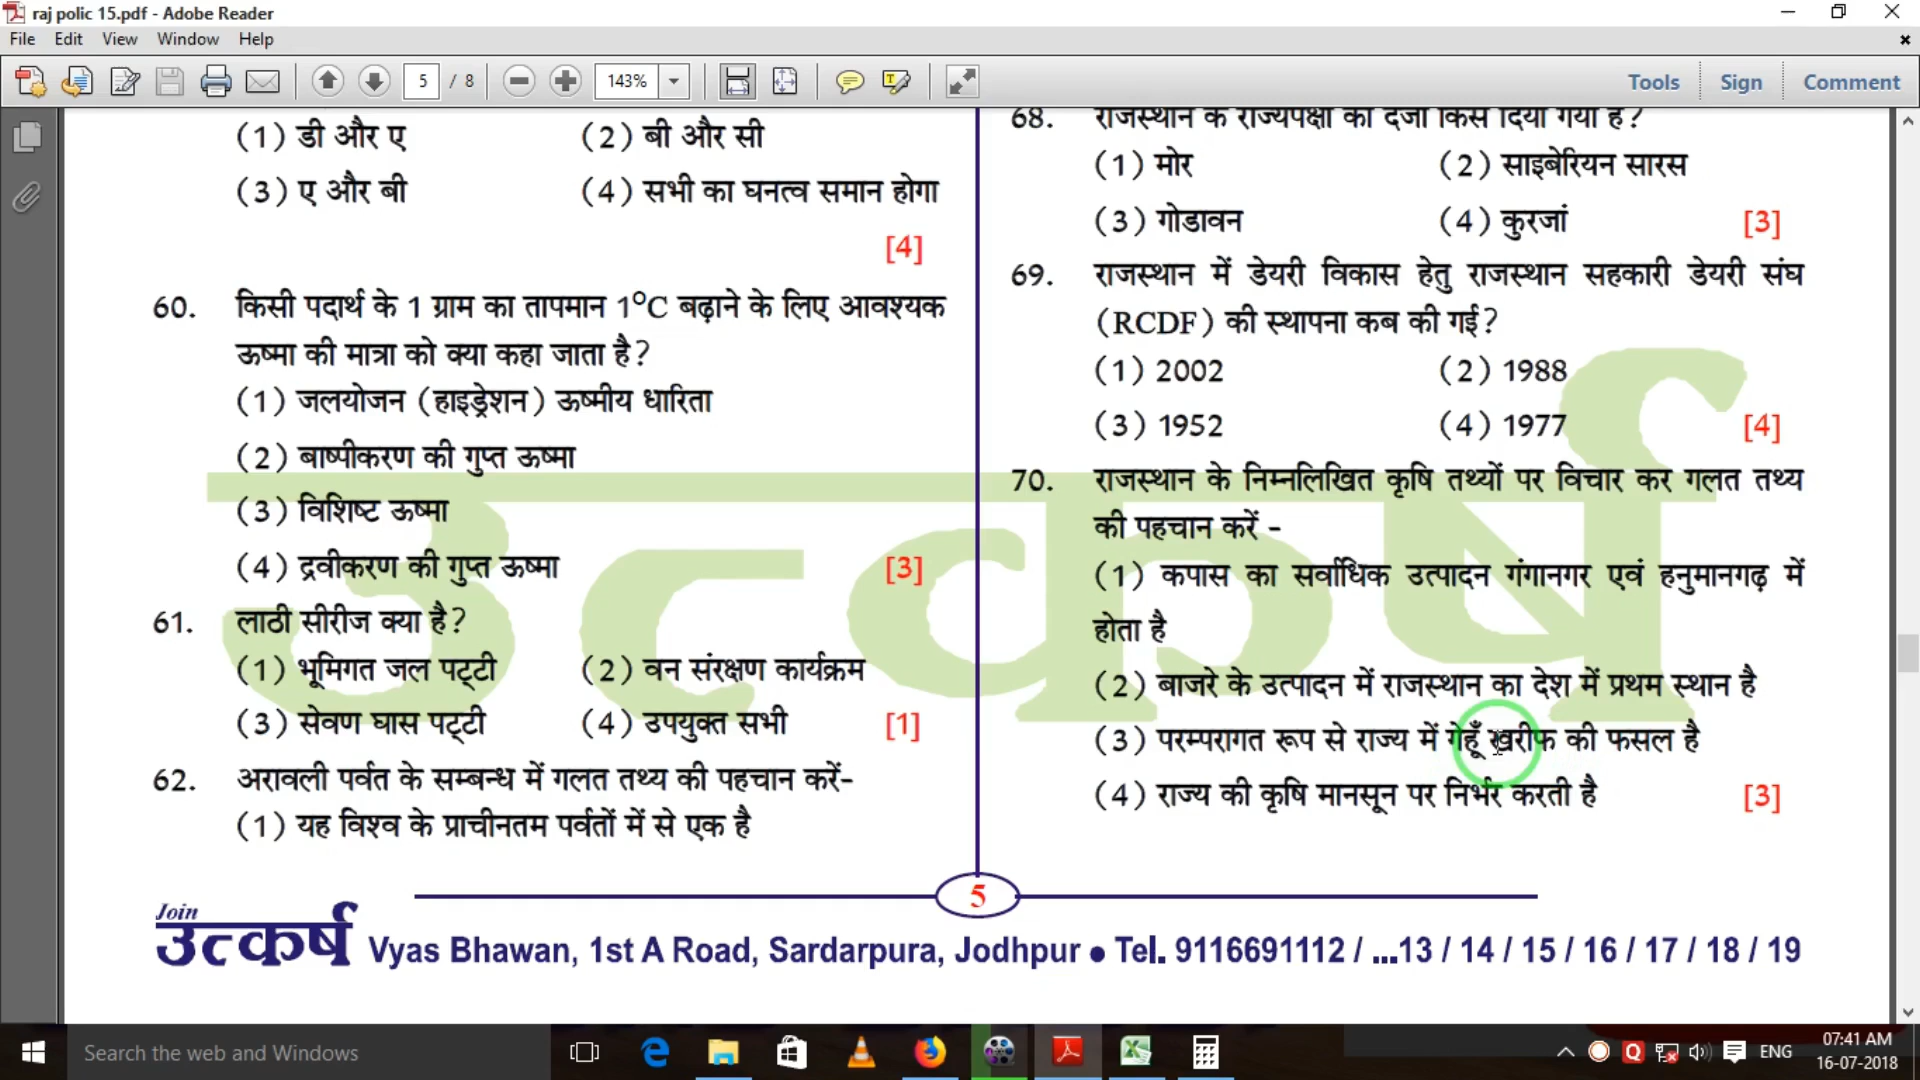 raj polic 15.pdf - Adobe Reader
File Edit View Window Help
5 / 8 143% Tools Sign Comment
(1) डी और ए (2) बी और सी
(3) ए और बी (4) सभी का घनत्व समान होगा
[4]
60. किसी पदार्थ के 1 ग्राम का तापमान 1°C बढ़ाने के लिए आवश्यक
ऊष्मा की मात्रा को क्या कहा जाता है?
(1) जलयोजन (हाइड्रेशन) ऊष्मीय धारिता
(2) बाष्पीकरण की गुप्त ऊष्मा
(3) विशिष्ट ऊष्मा
(4) द्रवीकरण की गुप्त ऊष्मा [3]
61. लाठी सीरीज क्या है?
(1) भूमिगत जल पट्टी (2) वन संरक्षण कार्यक्रम
(3) सेवण घास पट्टी (4) उपयुक्त सभी [1]
62. अरावली पर्वत के सम्बन्ध में गलत तथ्य की पहचान करें-
(1) यह विश्व के प्राचीनतम पर्वतों में से एक है
68. राजस्थान के राज्यपक्षी का दर्जा किसे दिया गया है?
(1) मोर (2) साइबेरियन सारस
(3) गोडावन (4) कुरजां [3]
69. राजस्थान में डेयरी विकास हेतु राजस्थान सहकारी डेयरी संघ
(RCDF) की स्थापना कब की गई?
(1) 2002 (2) 1988
(3) 1952 (4) 1977 [4]
70. राजस्थान के निम्नलिखित कृषि तथ्यों पर विचार कर गलत तथ्य
की पहचान करें -
(1) कपास का सर्वाधिक उत्पादन गंगानगर एवं हनुमानगढ़ में
होता है
(2) बाजरे के उत्पादन में राजस्थान का देश में प्रथम स्थान है
(3) परम्परागत रूप से राज्य में गेहूँ खरीफ की फसल है
(4) राज्य की कृषि मानसून पर निर्भर करती है [3]
उत्कर्ष
5
Join
उत्कर्ष Vyas Bhawan, 1st A Road, Sardarpura, Jodhpur ● Tel. 9116691112 / ...13 / 14 / 15 / 16 / 17 / 18 / 19
Search the web and Windows
ENG
07:41 AM
16-07-2018